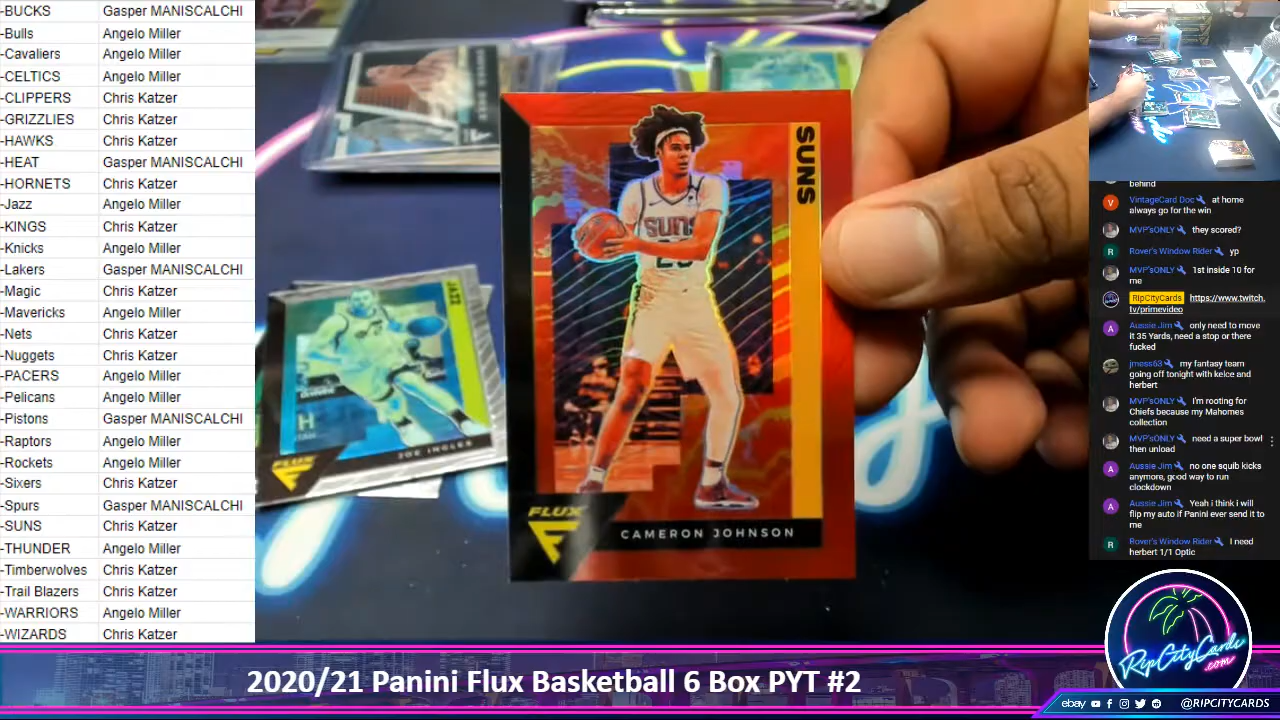 -BUCKS Gasper MANISCALCHI
-Bulls Angelo Miller
-Cavaliers Angelo Miller
-CELTICS Angelo Miller
-CLIPPERS Chris Katzer
-GRIZZLIES Chris Katzer
-HAWKS Chris Katzer
-HEAT Gasper MANISCALCHI
-HORNETS Chris Katzer
-Jazz Angelo Miller
-KINGS Chris Katzer
-Knicks Angelo Miller
-Lakers Gasper MANISCALCHI
-Magic Chris Katzer
-Mavericks Angelo Miller
-Nets Chris Katzer
-Nuggets Chris Katzer
-PACERS Angelo Miller
-Pelicans Angelo Miller
-Pistons Gasper MANISCALCHI
-Raptors Angelo Miller
-Rockets Angelo Miller
-Sixers Chris Katzer
-Spurs Gasper MANISCALCHI
-SUNS Chris Katzer
-THUNDER Angelo Miller
-Timberwolves Chris Katzer
-Trail Blazers Chris Katzer
-WARRIORS Angelo Miller
-WIZARDS Chris Katzer
SUNS
SUNS
FLUX
CAMERON JOHNSON
JAZZ
JOE INGLES
FLUX
behind
V VintageCard Doc at home
always go for the win
MVP'sONLY they scored?
R Rover's Window Rider yp
MVP'sONLY 1st inside 10 for
me
RipCityCards https://www.twitch.
tv/primevideo
A Aussie Jim only need to move
it 35 Yards, need a stop or there
fucked
jmess63 my fantasy team
going off tonight with kelce and
herbert
MVP'sONLY I'm rooting for
Chiefs because my Mahomes
collection
MVP'sONLY need a super bowl
then unload
A Aussie Jim no one squib kicks
anymore, good way to run
clockdown
A Aussie Jim Yeah i think i will
flip my auto if Panini ever send it to
me
R Rover's Window Rider I need
herbert 1/1 Optic
RipCityCards
.com
2020/21 Panini Flux Basketball 6 Box PYT #2
ebay @RIPCITYCARDS